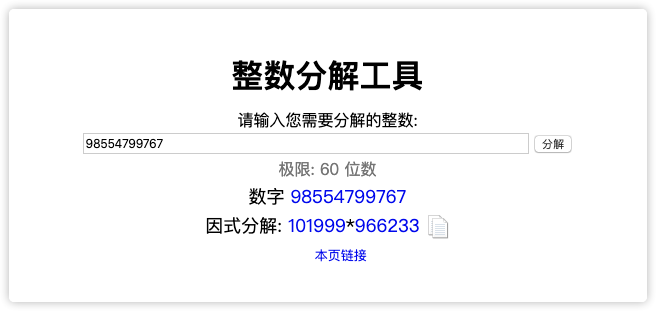 整数分解工具
请输入您需要分解的整数:
98554799767 分解
极限: 60 位数
数字 98554799767
因式分解: 101999*966233
本页链接